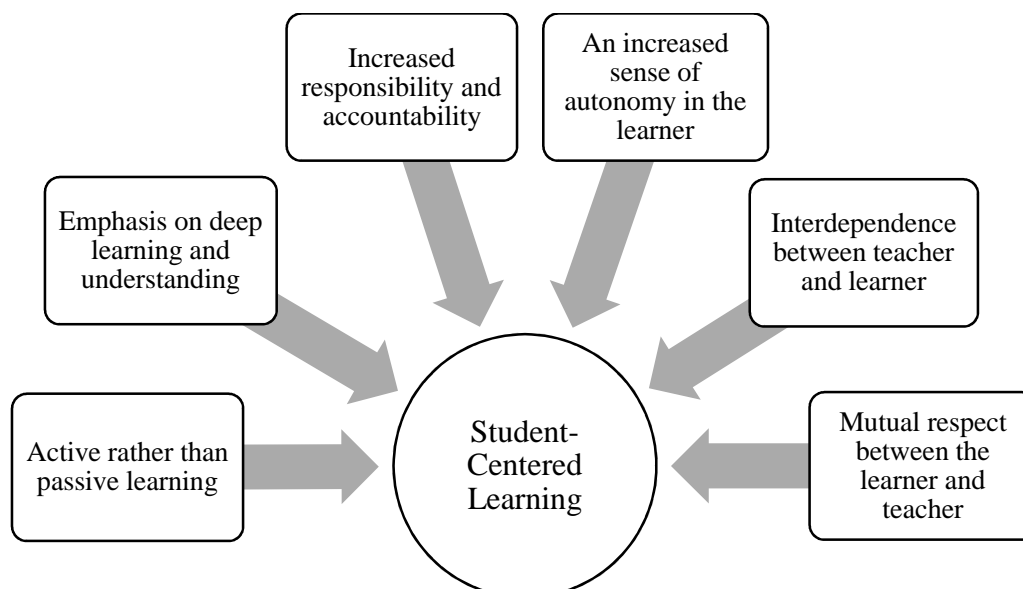 Increased
responsibility and
accountability
An increased
sense of
autonomy in the
learner
Emphasis on deep
learning and
understanding
Interdependence
between teacher
and learner
Active rather than
passive learning
Student-
Centered
Learning
Mutual respect
between the
learner and
teacher